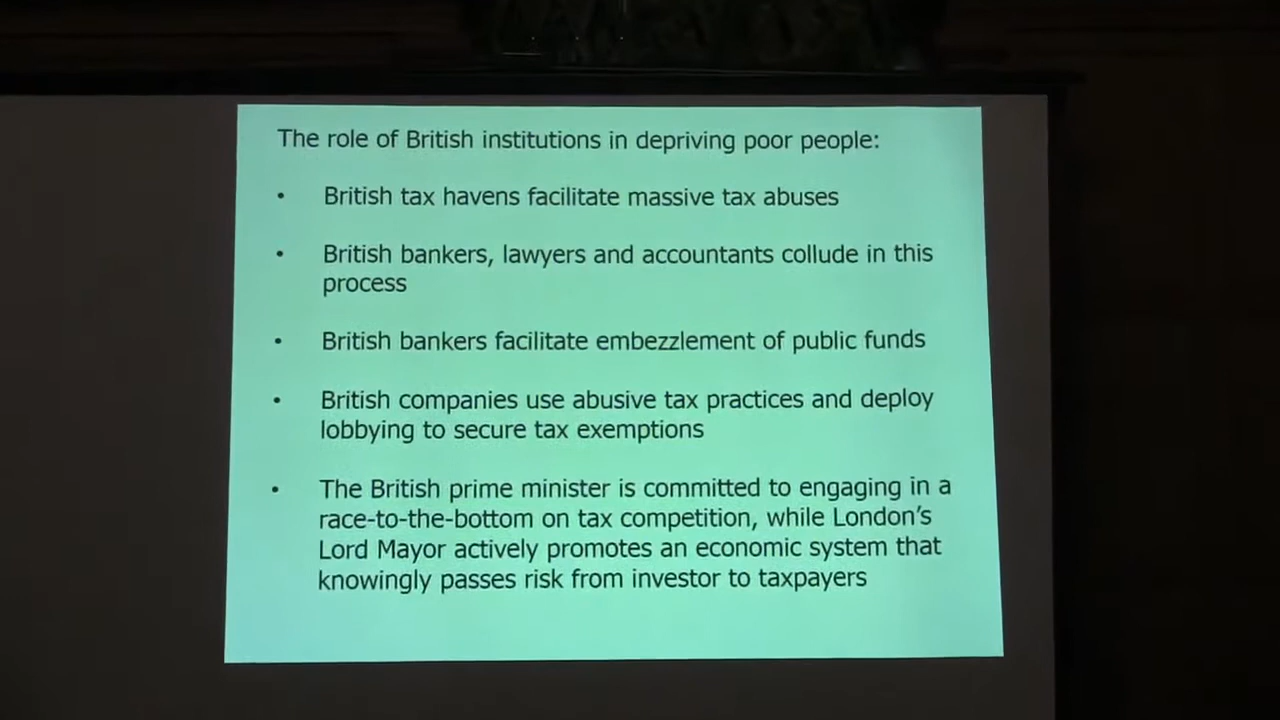 The role of British institutions in depriving poor people:
• British tax havens facilitate massive tax abuses
• British bankers, lawyers and accountants collude in this
process
• British bankers facilitate embezzlement of public funds
• British companies use abusive tax practices and deploy
lobbying to secure tax exemptions
• The British prime minister is committed to engaging in a
race-to-the-bottom on tax competition, while London’s
Lord Mayor actively promotes an economic system that
knowingly passes risk from investor to taxpayers